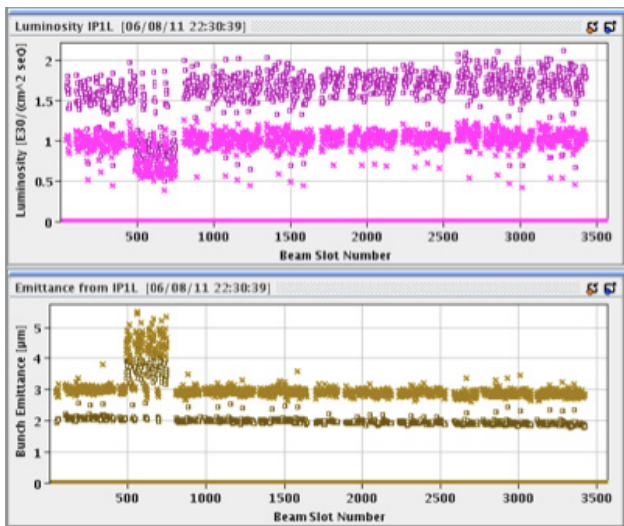 Luminosity IP1L [06/08/11 22:30:39]
Luminosity [E30/(cm^2 sec)]
2
1.5
1
0.5
0
500 1000 1500 2000 2500 3000 3500
Beam Slot Number
Emittance from IP1L [06/08/11 22:30:39]
Bunch Emittance [µm]
5
4
3
2
1
0
500 1000 1500 2000 2500 3000 3500
Beam Slot Number